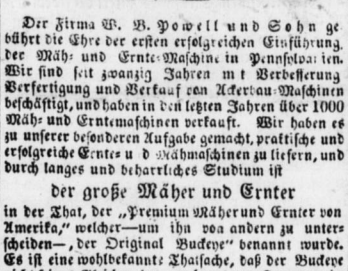 Der Firma W. B. Powell und Sohn ge
bührt die Ehre der ersten erfolgreichen Einführung
der Mäh- und Ernte-Maschine in Pennsylvanien.
Wir sind seit zwanzig Jahren m t Verbesserung
Verfertigung und Verkauf von Ackerbau-Maschinen
beschäftigt, und haben in den letzten Jahren über 1000
Mäh- und Erntemaschinen verkauft. Wir haben es
zu unserer besonderen Aufgabe gemacht, praktische und
erfolgreiche Ernte- u d Mähmaschinen zu liefern, und
durch langes und beharrliches Studium ist
der große Mäher und Ernter
in der That, der „Premium Mäher und Ernter von
Amerika," welcher—um ihn von andern zu unter-
scheiden—, der Original Buckeye" benannt wurde.
Es ist eine wohlbekannte Thatsache, daß der Buckeye